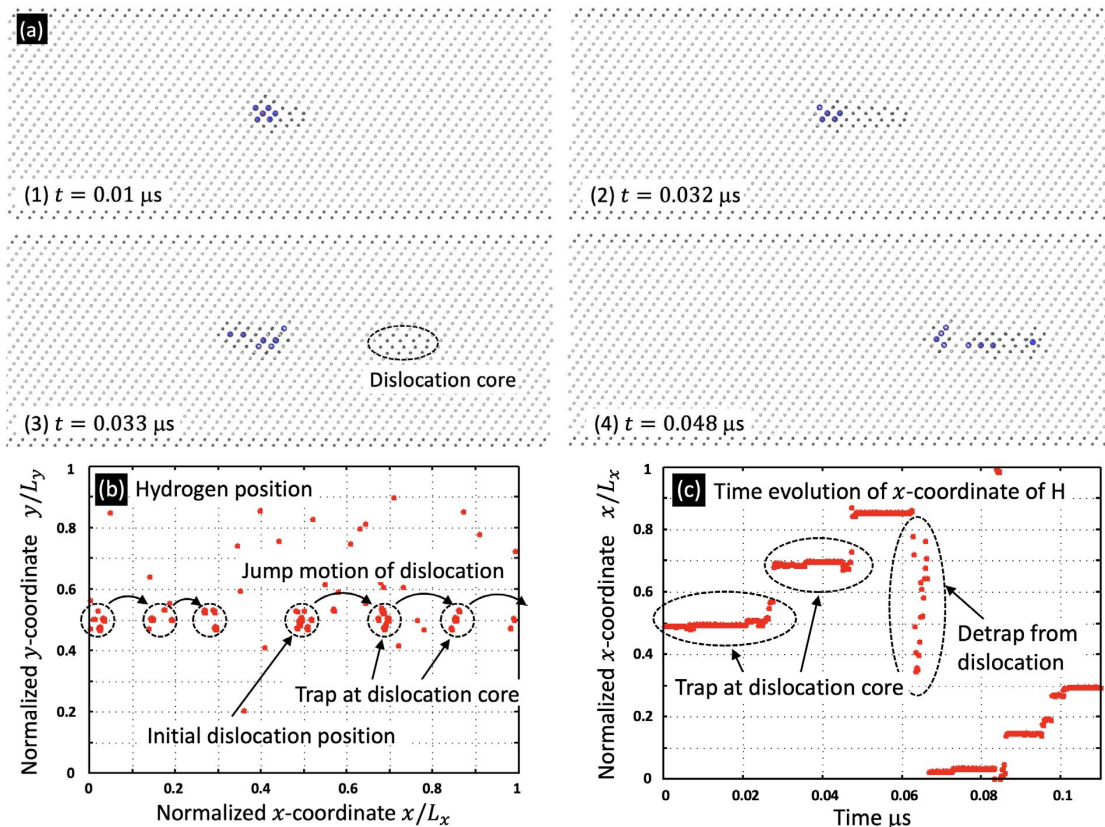 (a)
(1) t = 0.01 μs
(2) t = 0.032 μs
Dislocation core
(3) t = 0.033 μs
(4) t = 0.048 μs
(b) Hydrogen position
Jump motion of dislocation
Trap at dislocation core
Initial dislocation position
1
0.8
0.6
0.4
0.2
0
0 0.2 0.4 0.6 0.8 1
Normalized y-coordinate y/L_y
Normalized x-coordinate x/L_x
(c) Time evolution of x-coordinate of H
Detrap from
dislocation
Trap at dislocation core
1
0.8
0.6
0.4
0.2
0
0 0.02 0.04 0.06 0.08 0.1
Normalized x-coordinate x/L_x
Time μs